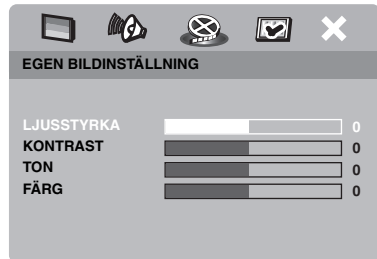 EGEN BILDINSTÄLLNING
LJUSSTYRKA 0
KONTRAST 0
TON 0
FÄRG 0